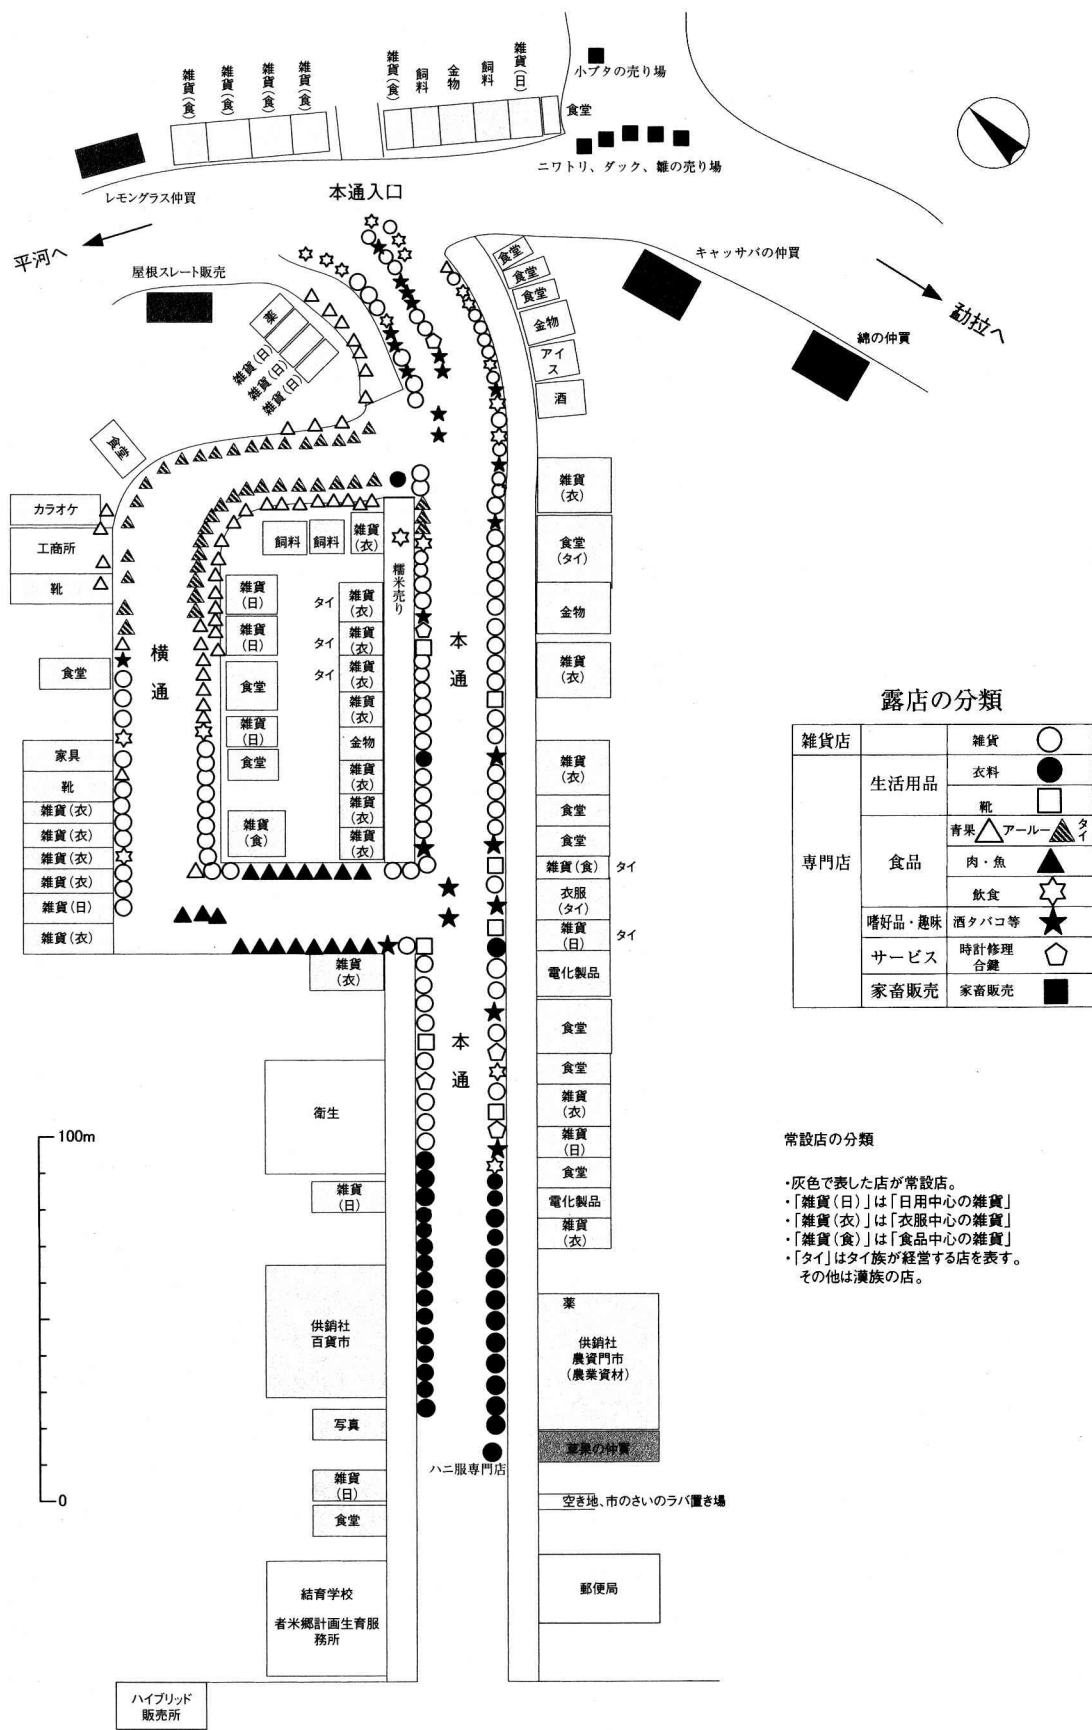 雑貨(食)
雑貨(食)
雑貨(食)
雑貨(食)
雑貨(食)
飼料
金物
飼料
雑貨(日)
小ブタの売り場
食堂
ニワトリ、ダック、雛の売り場
レモングラス仲買
本通入口
平河へ
屋根スレート販売
キャッサバの仲買
勐拉へ
綿の仲買
薬
雑貨(日)
雑貨(日)
雑貨(日)
食堂
食堂
食堂
食堂
金物
アイ
ス
酒
カラオケ
工商所
靴
食堂
家具
靴
雑貨(衣)
雑貨(衣)
雑貨(衣)
雑貨(衣)
雑貨(日)
雑貨(衣)
横通
飼料
飼料
雑貨
(衣)
糯米売り
雑貨
(日)
雑貨
(日)
食堂
雑貨
(日)
食堂
雑貨
(食)
タイ
雑貨
(衣)
タイ
雑貨
(衣)
タイ
雑貨
(衣)
雑貨
(衣)
金物
雑貨
(衣)
雑貨
(衣)
雑貨
(衣)
本通
雑貨
(衣)
食堂
(タイ)
金物
雑貨
(衣)
雑貨
(衣)
食堂
食堂
雑貨(食)
タイ
衣服
(タイ)
雑貨
(日)
タイ
電化製品
食堂
食堂
雑貨
(衣)
雑貨
(日)
食堂
電化製品
雑貨
(衣)
薬
供銷社
農資門市
(農業資材)
草果の仲買
空き地、市のさいのラバ置き場
郵便局
雑貨
(衣)
本通
衛生
雑貨
(日)
供銷社
百貨市
写真
ハニ服専門店
雑貨
(日)
食堂
結育学校
者米郷計画生育服
務所
ハイブリッド
販売所
100m
0
露店の分類
雑貨店
雑貨
専門店
生活用品
衣料
靴
食品
青果 アールー タイ
肉・魚
飲食
嗜好品・趣味
酒タバコ等
サービス
時計修理
合鍵
家畜販売
家畜販売
常設店の分類
・灰色で表した店が常設店。
・「雑貨(日)」は「日用中心の雑貨」
・「雑貨(衣)」は「衣服中心の雑貨」
・「雑貨(食)」は「食品中心の雑貨」
・「タイ」はタイ族が経営する店を表す。
その他は漢族の店。